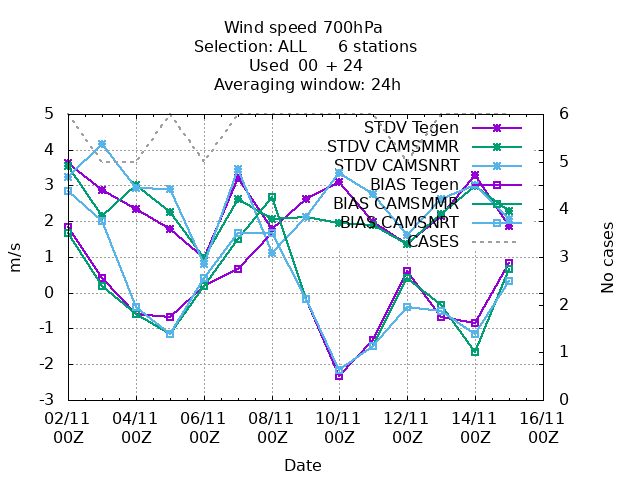 Wind speed 700hPa
Selection: ALL 6 stations
Used 00 + 24
Averaging window: 24h
5
4
3
2
1
0
-1
-2
-3
m/s
6
5
4
3
2
1
0
No cases
STDV Tegen
STDV CAMSMMR
STDV CAMSNRT
BIAS Tegen
BIAS CAMSMMR
BIAS CAMSNRT
CASES
02/11 04/11 06/11 08/11 10/11 12/11 14/11 16/11
00Z 00Z 00Z 00Z 00Z 00Z 00Z 00Z
Date